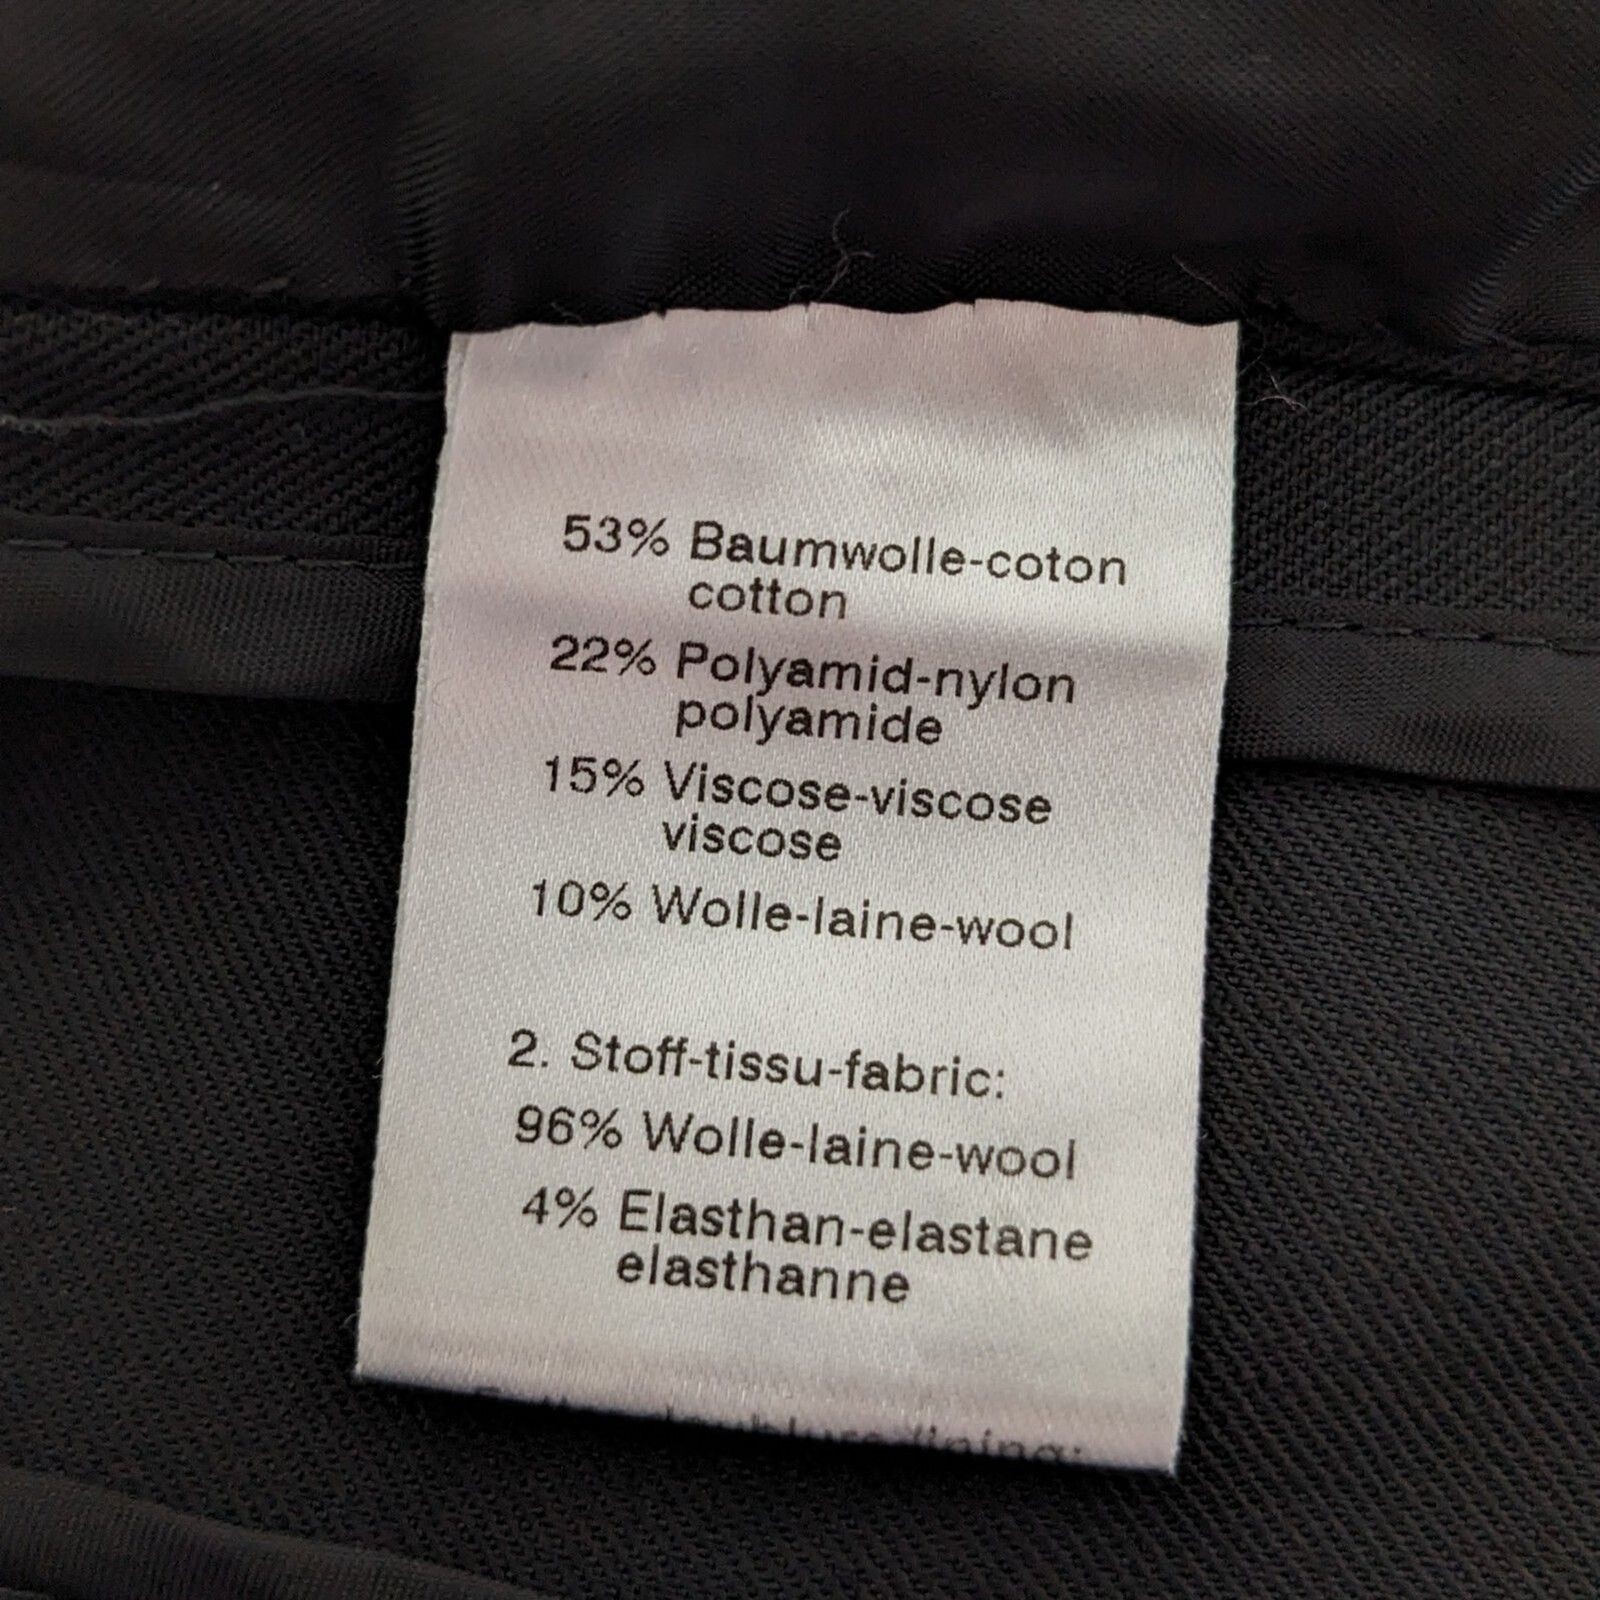 53% Baumwolle-coton
cotton
22% Polyamid-nylon
polyamide
15% Viscose-viscose
viscose
10% Wolle-laine-wool
2. Stoff-tissu-fabric:
96% Wolle-laine-wool
4% Elasthan-elastane
elasthanne
lining: